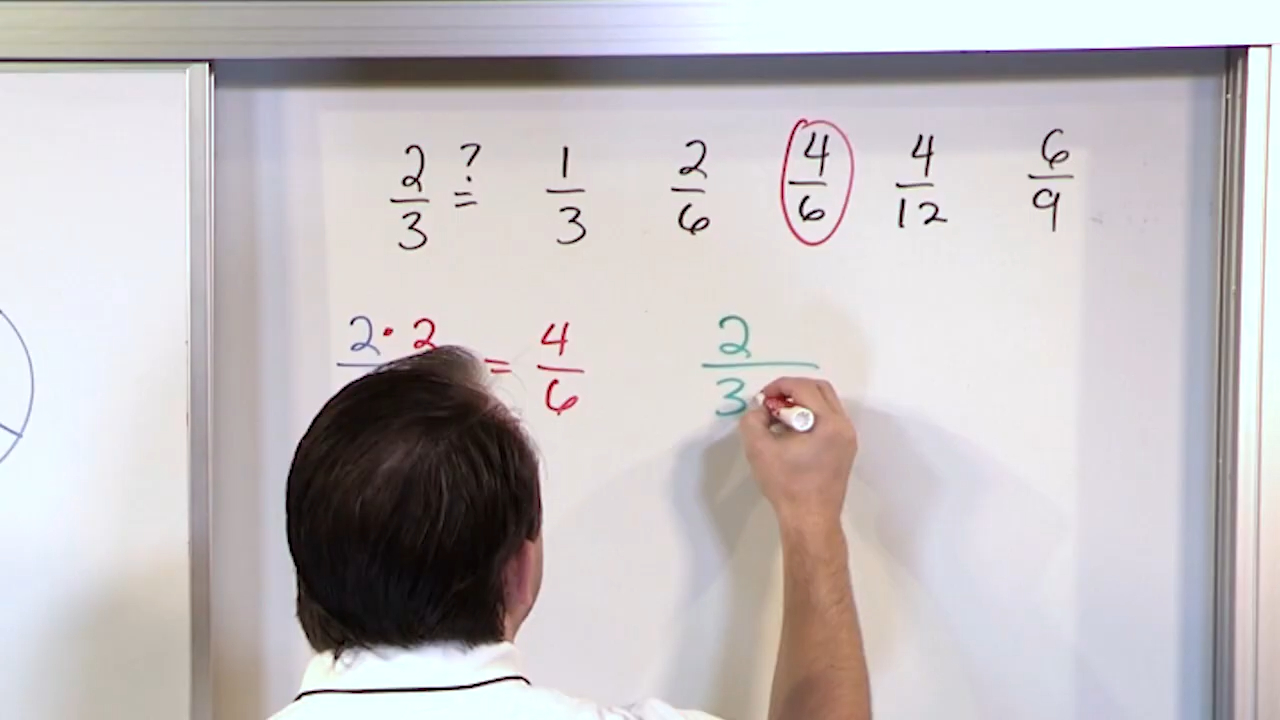 2/3 ?= 1/3 2/6 4/6 4/12 6/9
2 · 2 = 4/6 2/3